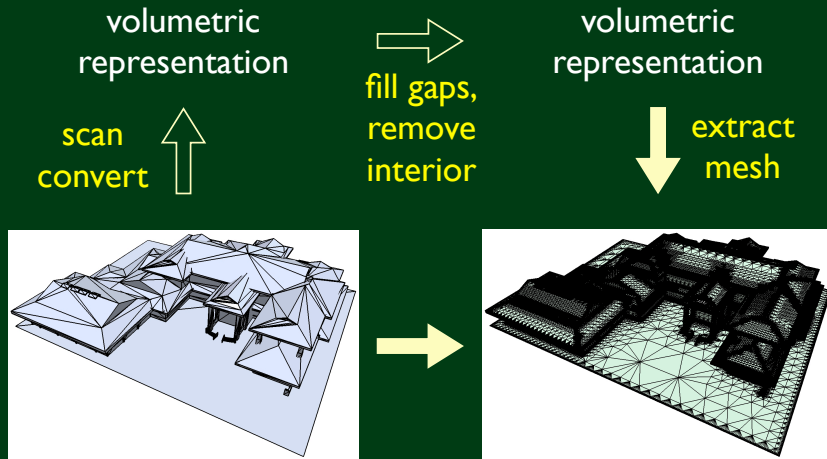 volumetric
representation
volumetric
representation
fill gaps,
remove
interior
scan
convert
extract
mesh